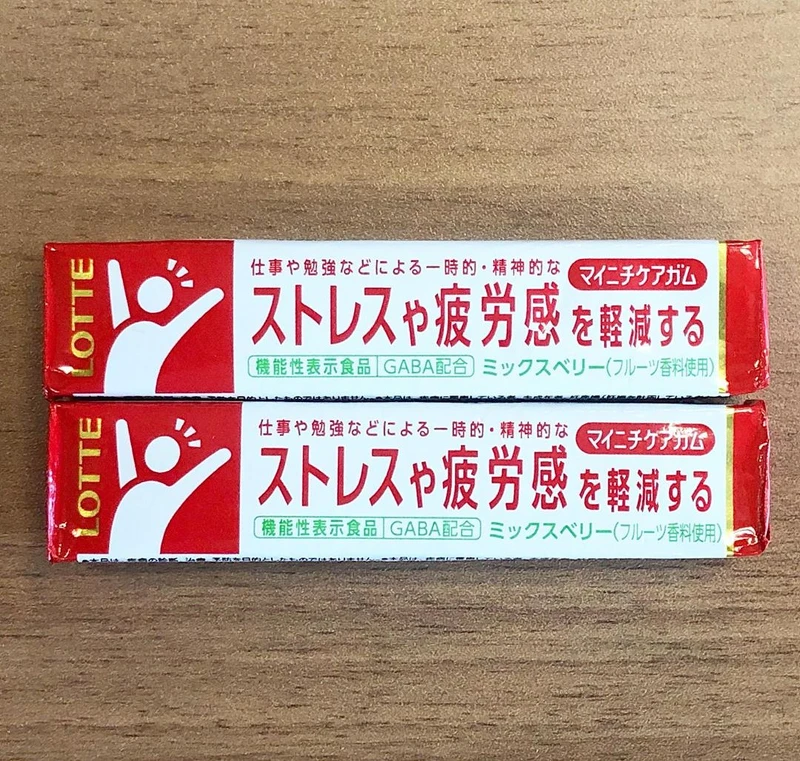 LOTTE
仕事や勉強などによる一時的・精神的な
マイニチケアガム
ストレスや疲労感を軽減する
機能性表示食品 GABA配合 ミックスベリー(フルーツ香料使用)
LOTTE
仕事や勉強などによる一時的・精神的な
マイニチケアガム
ストレスや疲労感を軽減する
機能性表示食品 GABA配合 ミックスベリー(フルーツ香料使用)